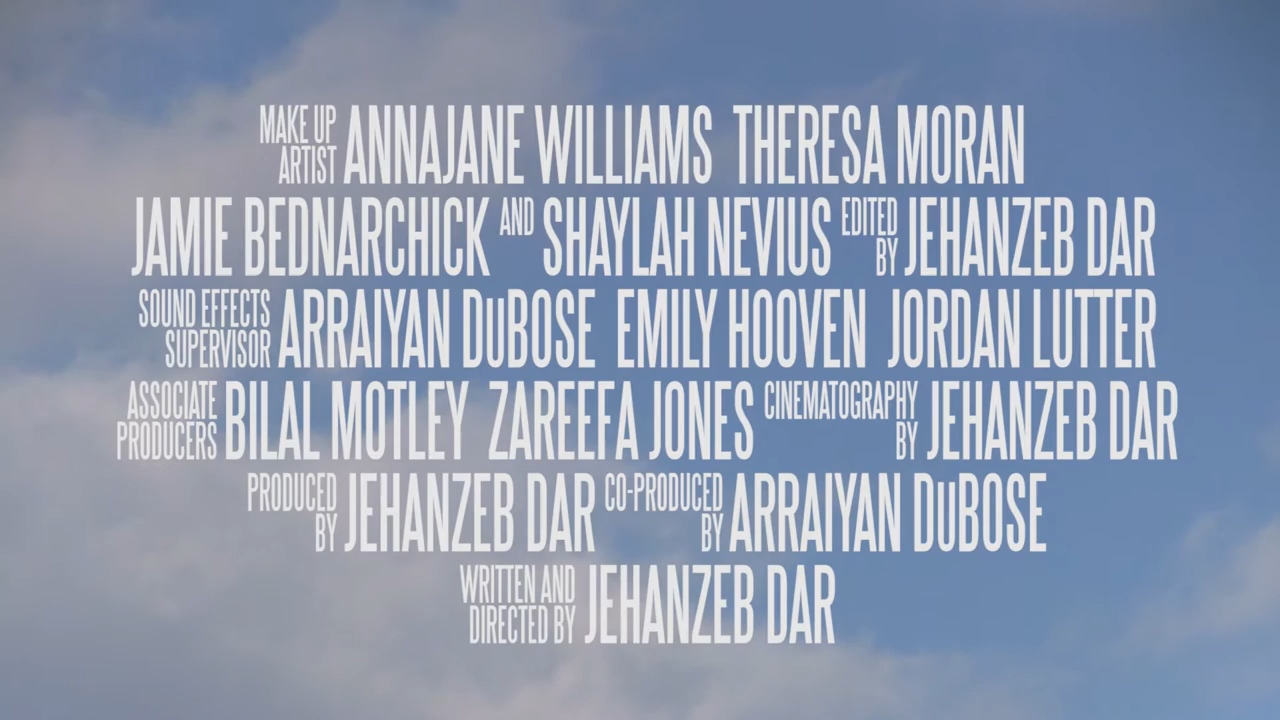 MAKE UP ARTIST ANNAJANE WILLIAMS THERESA MORAN
JAMIE BEDNARCHICK AND SHAYLAH NEVIUS EDITED BY JEHANZEB DAR
SOUND EFFECTS SUPERVISOR ARRAIYAN DUBOSE EMILY HOOVEN JORDAN LUTTER
ASSOCIATE PRODUCERS BILAL MOTLEY ZAREEFA JONES CINEMATOGRAPHY BY JEHANZEB DAR
PRODUCED BY JEHANZEB DAR CO-PRODUCED BY ARRAIYAN DUBOSE
WRITTEN AND DIRECTED BY JEHANZEB DAR